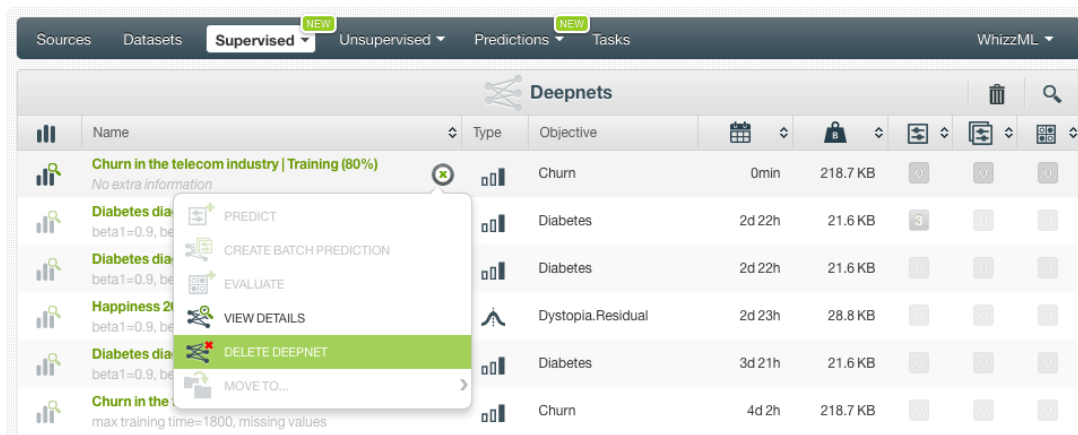 NEW NEW
Sources Datasets Supervised Unsupervised Predictions Tasks WhizzML
Deepnets
Name Type Objective B
Churn in the telecom industry | Training (80%)
No extra information
Churn 0min 218.7 KB 0 0 0
Diabetes dia
beta1=0.9, be
Diabetes 2d 22h 21.6 KB 3 0 0
Diabetes dia
beta1=0.9, be
Diabetes 2d 22h 21.6 KB 0 0 0
Happiness 20
beta1=0.9, be
Dystopia.Residual 2d 23h 28.8 KB 0 0 0
Diabetes dia
beta1=0.9, be
Diabetes 3d 21h 21.6 KB 0 0 0
Churn in the
max training time=1800, missing values
Churn 4d 2h 218.7 KB 0 0 0
PREDICT
CREATE BATCH PREDICTION
EVALUATE
VIEW DETAILS
DELETE DEEPNET
MOVE TO...